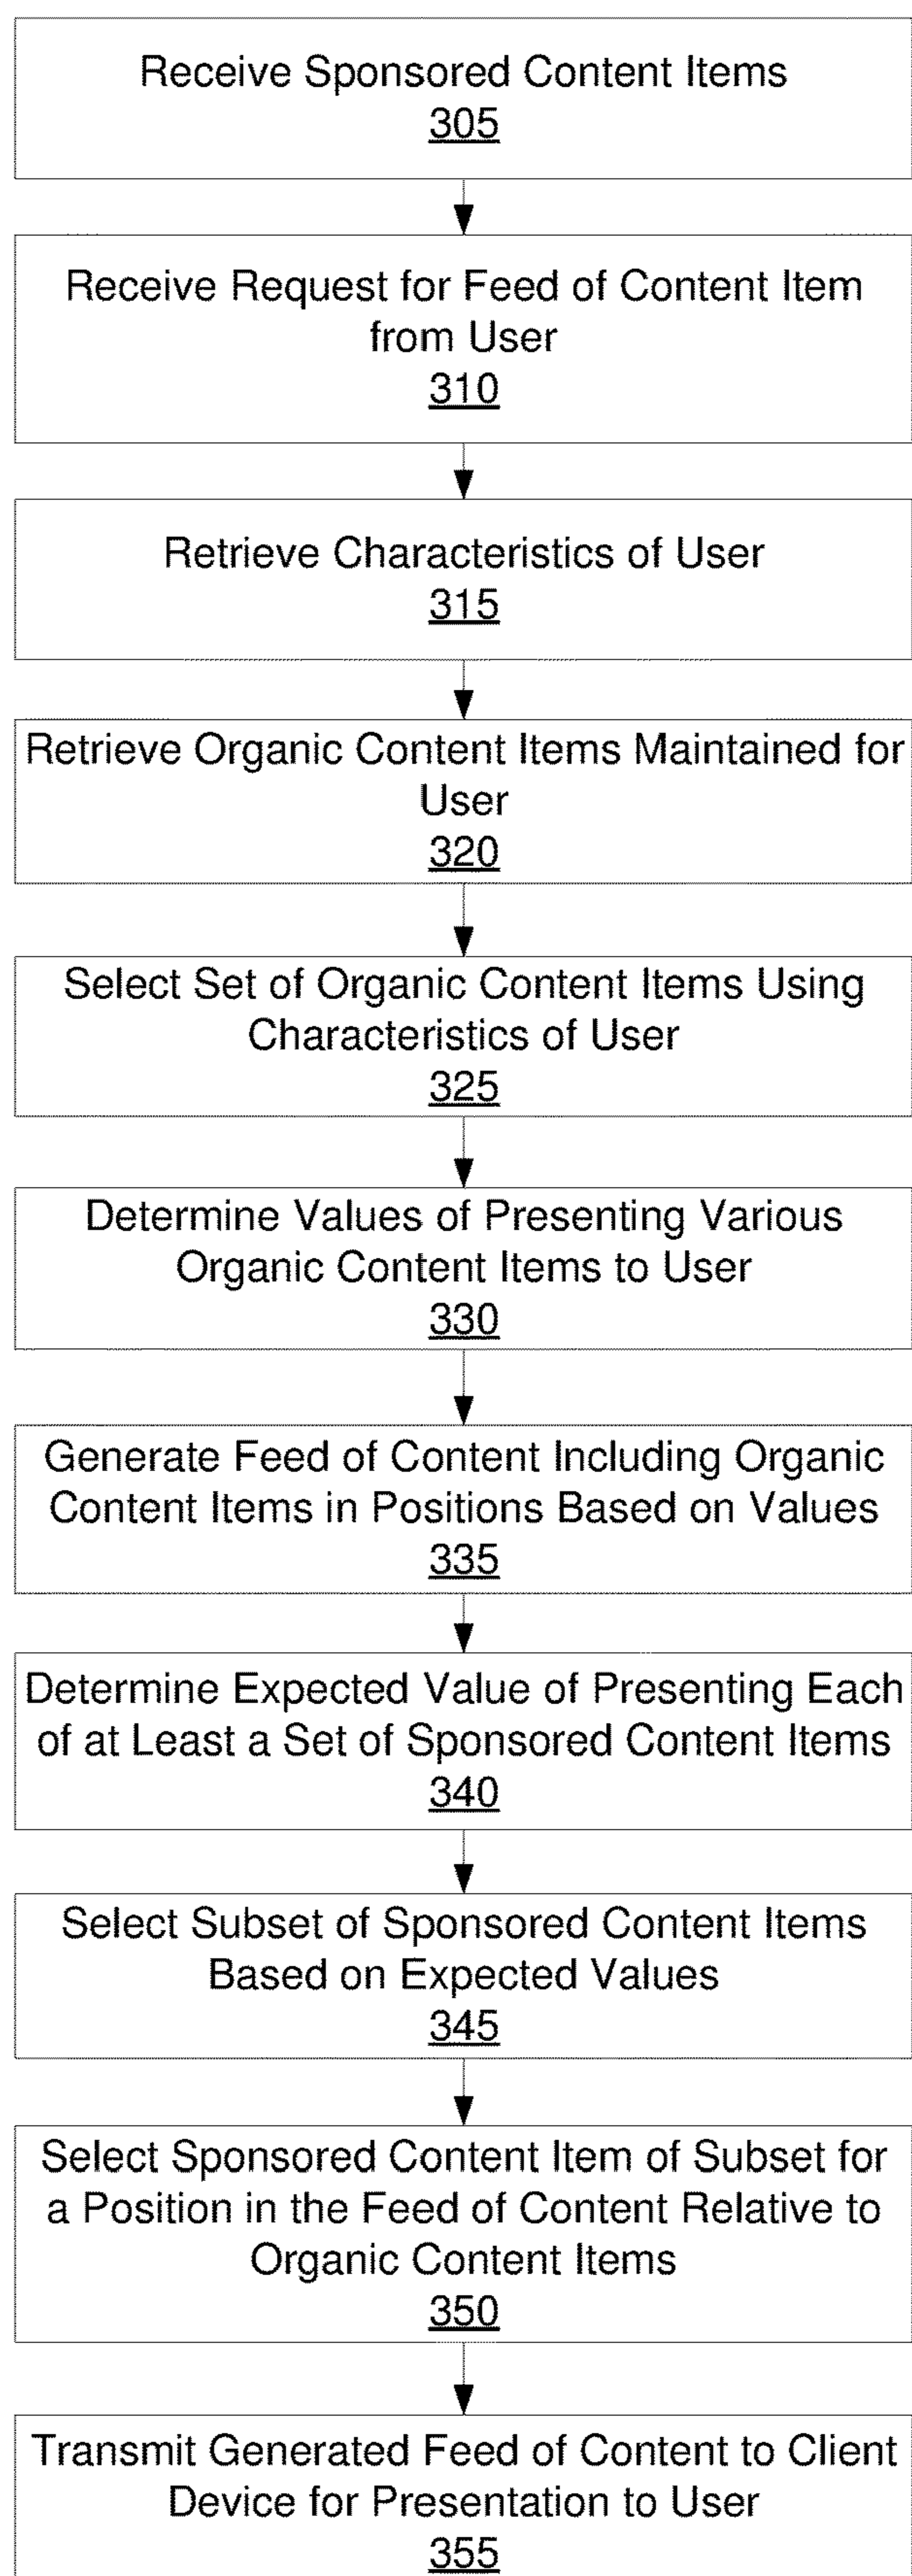 Receive Sponsored Content Items
305
Receive Request for Feed of Content Item
from User
310
Retrieve Characteristics of User
315
Retrieve Organic Content Items Maintained for
User
320
Select Set of Organic Content Items Using
Characteristics of User
325
Determine Values of Presenting Various
Organic Content Items to User
330
Generate Feed of Content Including Organic
Content Items in Positions Based on Values
335
Determine Expected Value of Presenting Each
of at Least a Set of Sponsored Content Items
340
Select Subset of Sponsored Content Items
Based on Expected Values
345
Select Sponsored Content Item of Subset for
a Position in the Feed of Content Relative to
Organic Content Items
350
Transmit Generated Feed of Content to Client
Device for Presentation to User
355